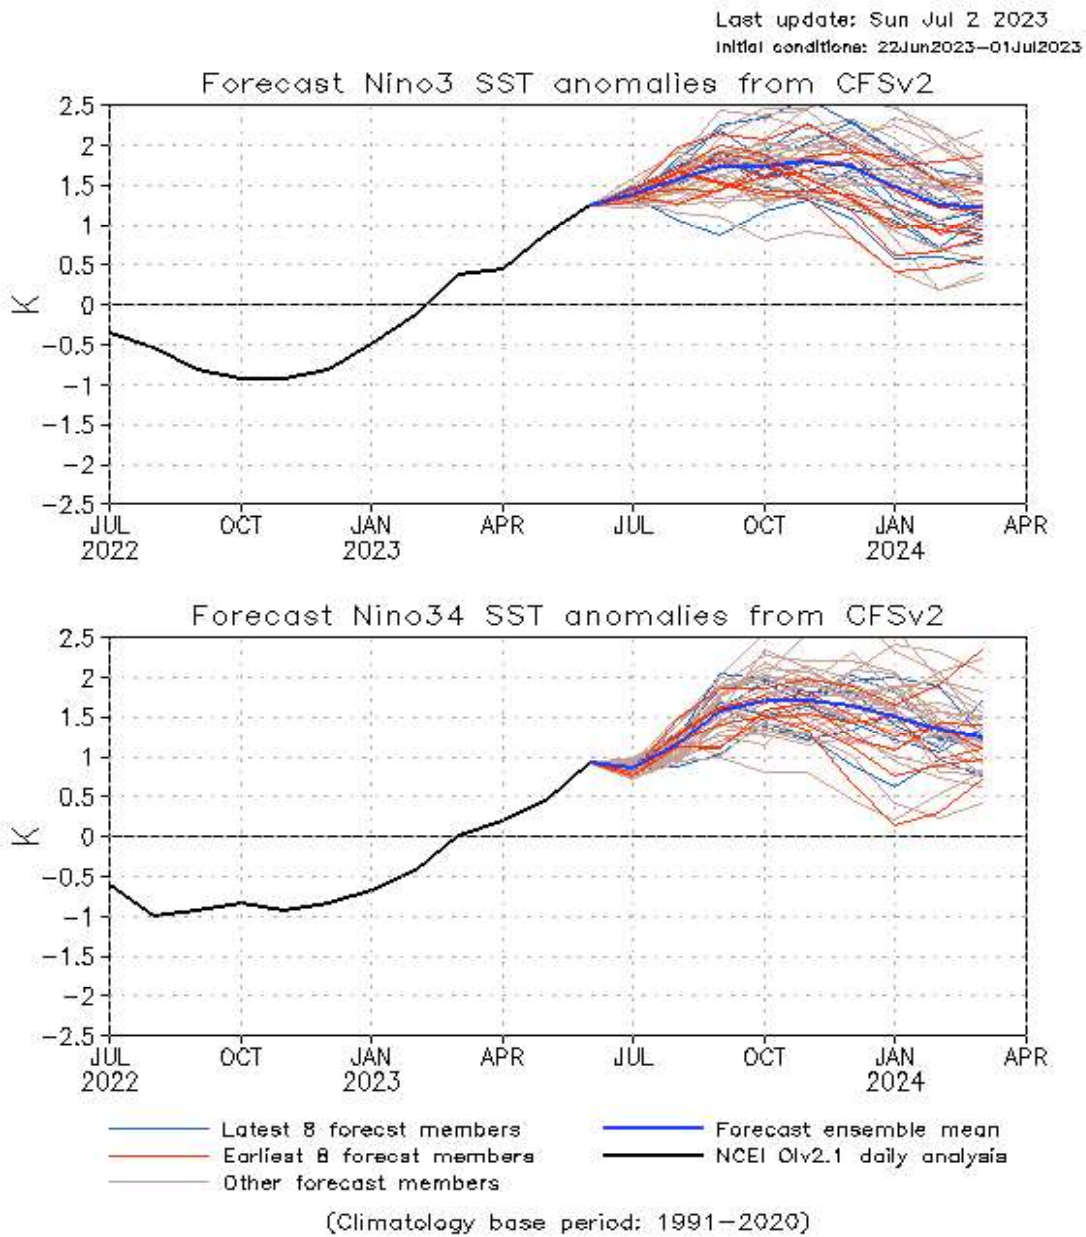 Last update: Sun Jul 2 2023
Initial conditions: 22Jun2023-01Jul2023
Forecast Nino3 SST anomalies from CFSv2
K
2.5
2
1.5
1
0.5
0
-0.5
-1
-1.5
-2
-2.5
JUL OCT JAN APR JUL OCT JAN APR
2022 2023 2024
Forecast Nino34 SST anomalies from CFSv2
K
2.5
2
1.5
1
0.5
0
-0.5
-1
-1.5
-2
-2.5
JUL OCT JAN APR JUL OCT JAN APR
2022 2023 2024
Latest 8 forecst members Forecast ensemble mean
Earliest 8 forecst members NCEI OIv2.1 daily analysis
Other forecast members
(Climatology base period: 1991-2020)